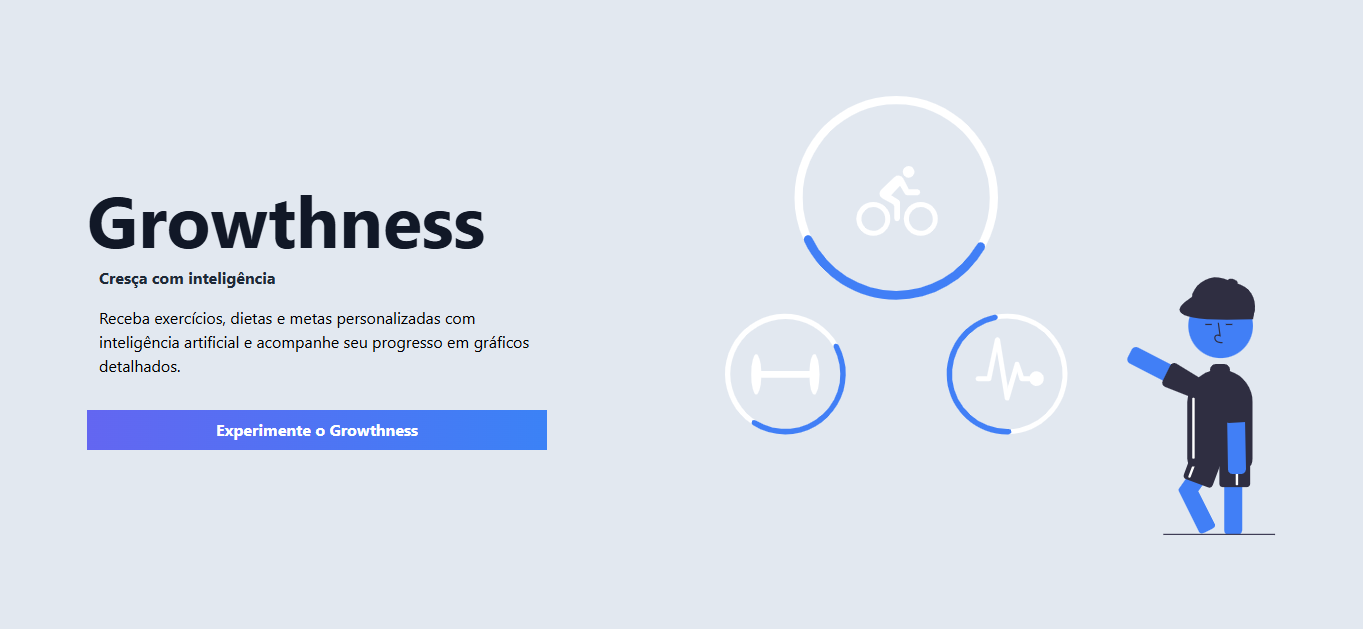 Growthness
Cresça com inteligência
Receba exercícios, dietas e metas personalizadas com
inteligência artificial e acompanhe seu progresso em gráficos
detalhados.
Experimente o Growthness